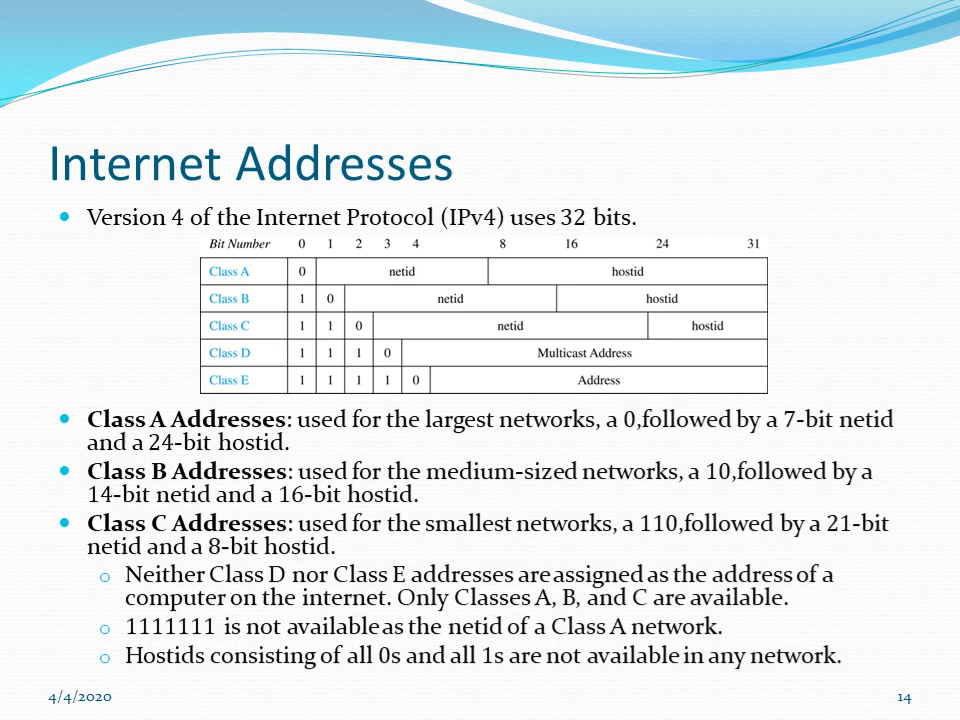 Internet Addresses
Version 4 of the Internet Protocol (IPv4) uses 32 bits.
Bit Number 0 1 2 3 4 8 16 24 31
Class A 0 netid hostid
Class B 1 0 netid hostid
Class C 1 1 0 netid hostid
Class D 1 1 1 0 Multicast Address
Class E 1 1 1 1 0 Address
Class A Addresses: used for the largest networks, a 0,followed by a 7-bit netid
and a 24-bit hostid.
Class B Addresses: used for the medium-sized networks, a 10,followed by a
14-bit netid and a 16-bit hostid.
Class C Addresses: used for the smallest networks, a 110,followed by a 21-bit
netid and a 8-bit hostid.
Neither Class D nor Class E addresses are assigned as the address of a
computer on the internet. Only Classes A, B, and C are available.
1111111 is not available as the netid of a Class A network.
Hostids consisting of all 0s and all 1s are not available in any network.
4/4/2020 14